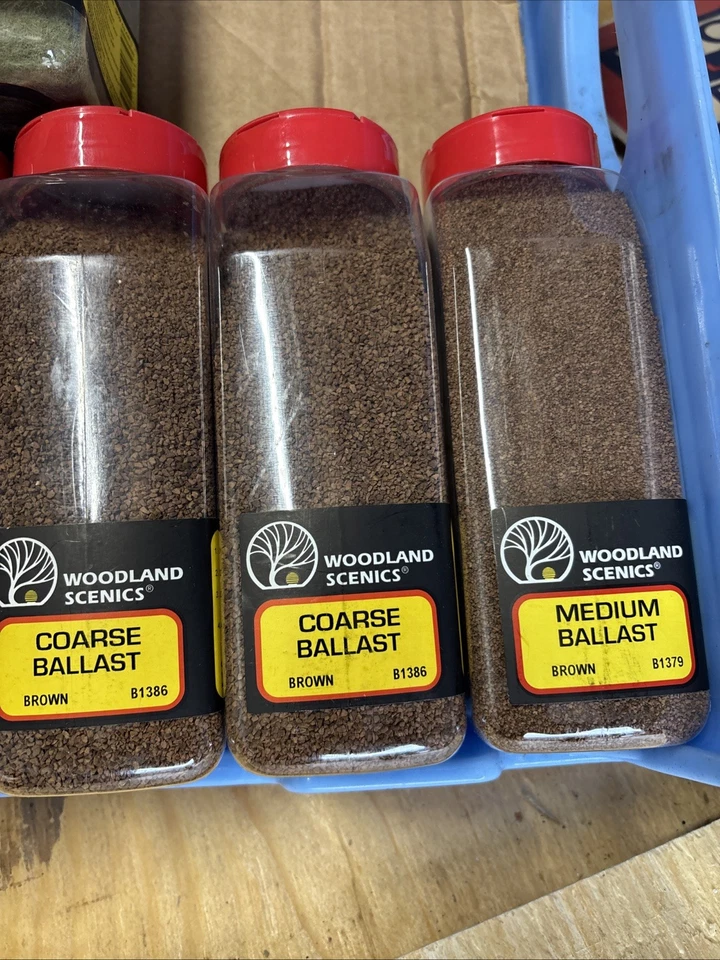 WOODLAND
SCENICS®
COARSE
BALLAST
BROWN B1386
WOODLAND
SCENICS®
COARSE
BALLAST
BROWN B1386
WOODLAND
SCENICS®
MEDIUM
BALLAST
BROWN B1379